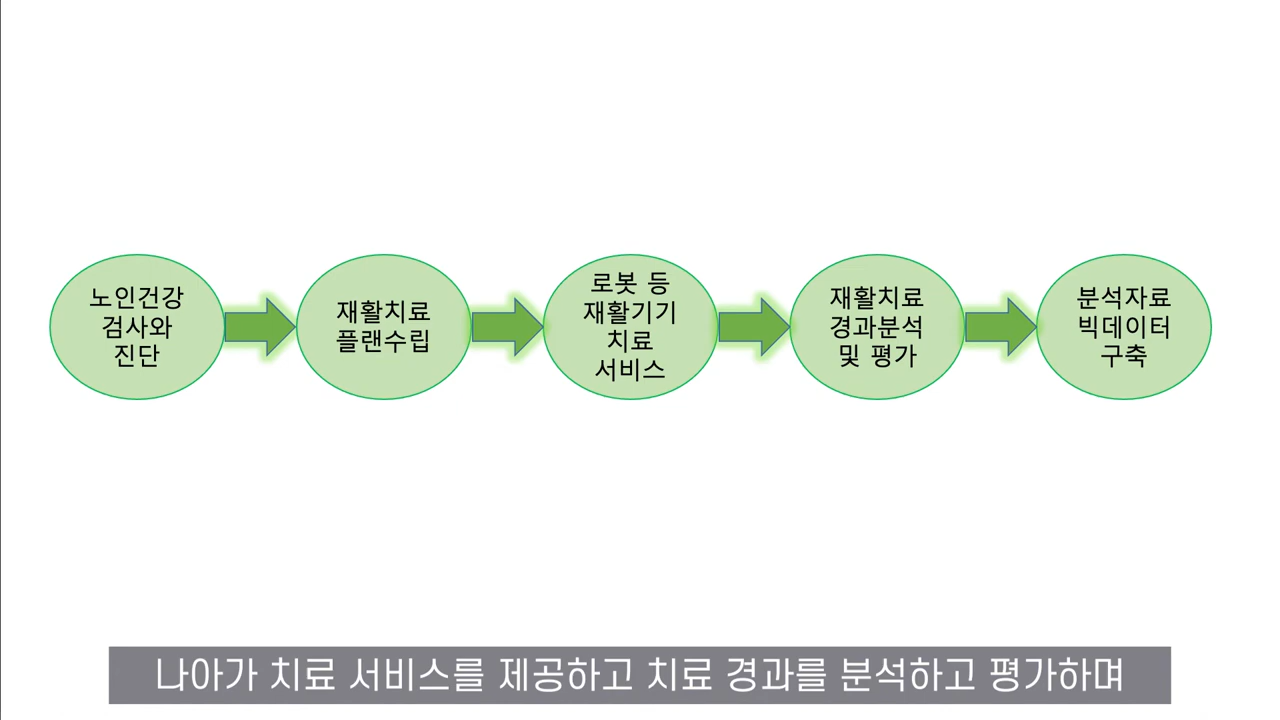 노인건강
검사와
진단
재활치료
플랜수립
로봇 등
재활기기
치료
서비스
재활치료
경과분석
및 평가
분석자료
빅데이터
구축
나아가 치료 서비스를 제공하고 치료 경과를 분석하고 평가하며